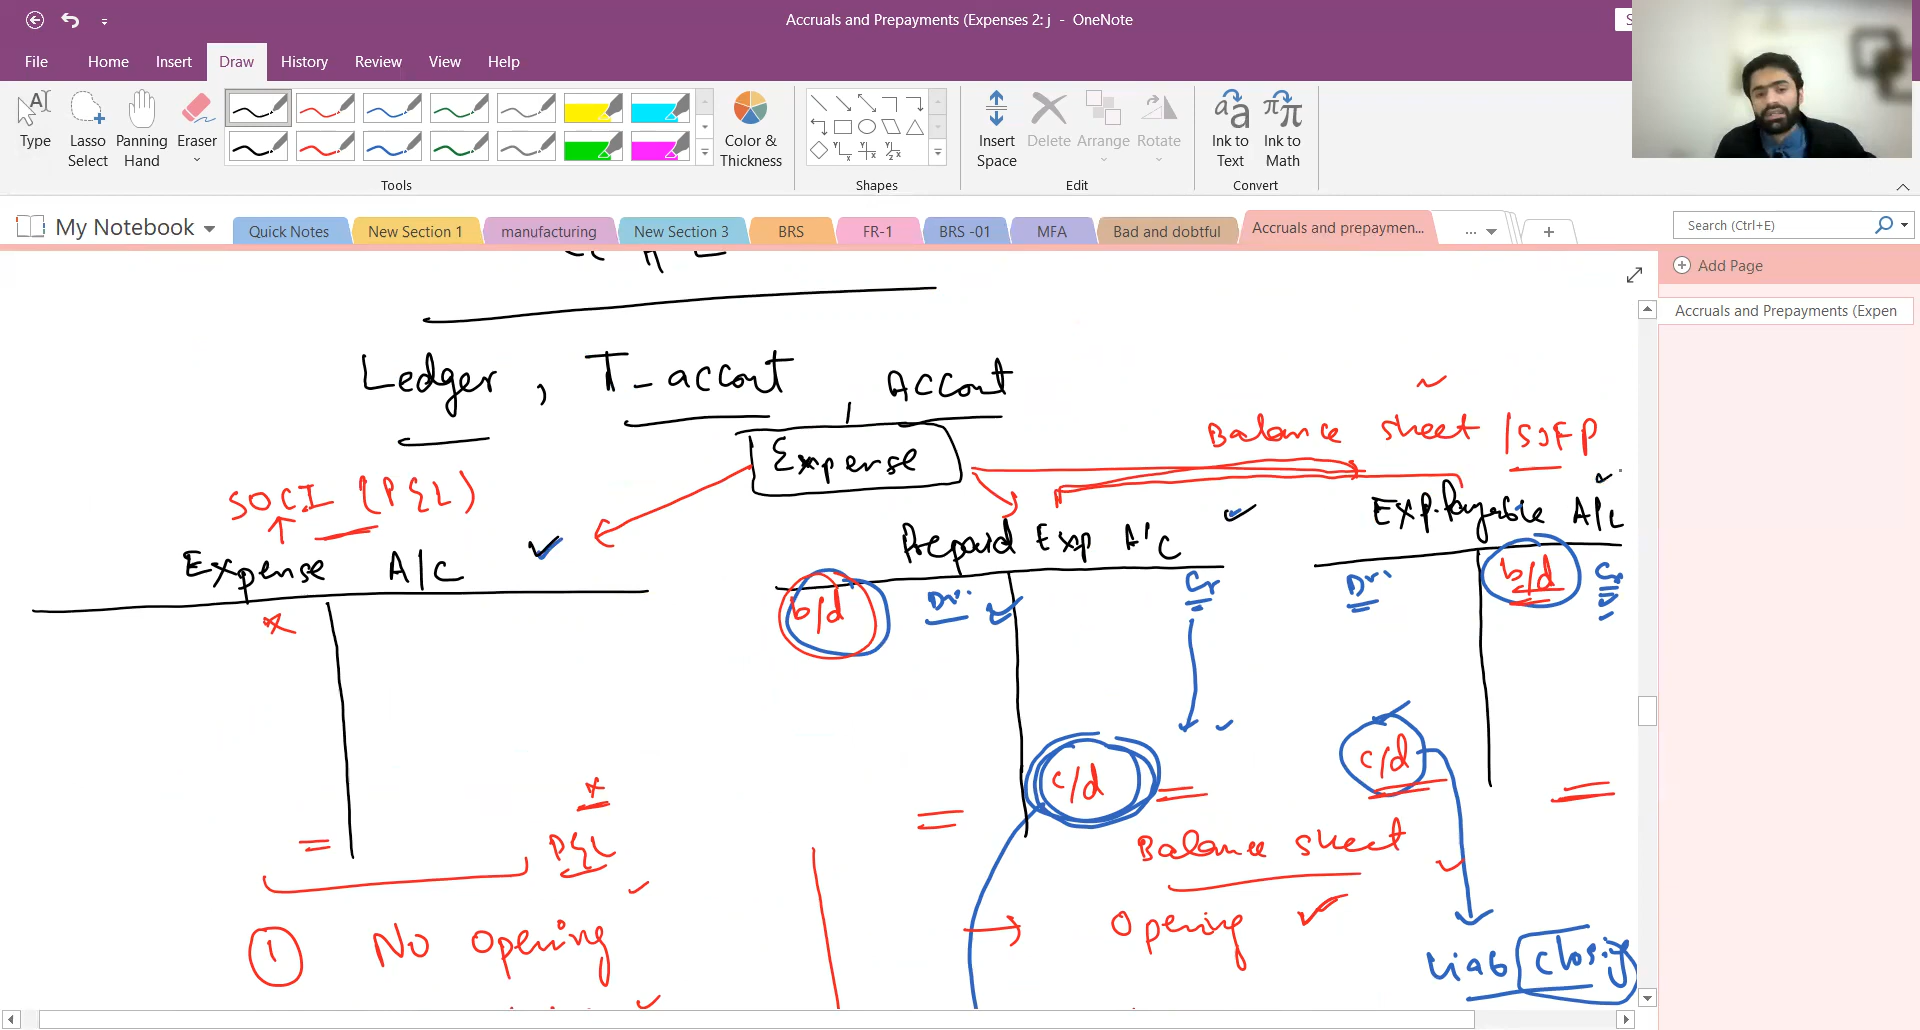 Accruals and Prepayments (Expenses 2: j - OneNote
File Home Insert Draw History Review View Help
Type
Lasso Select
Panning Hand
Eraser
Color & Thickness
Insert Space
Delete
Arrange
Rotate
Ink to Text
Ink to Math
Tools Shapes Edit Convert
My Notebook
Quick Notes New Section 1 manufacturing New Section 3 BRS FR-1 BRS -01 MFA Bad and doubtful Accruals and prepaymen... ...
Search (Ctrl+E)
Add Page
Accruals and Prepayments (Expen
Ledger , T-accout , Accout
Expense
Balance sheet / SOFP
SOCI (P&L)
Expense A/C
Prepaid Exp A/C
Exp.Payable A/C
b/d Dr. Cr
Dr. b/d Cr
c/d
c/d
P&L
Balance sheet
① No opening
→ Opening
Liab closing